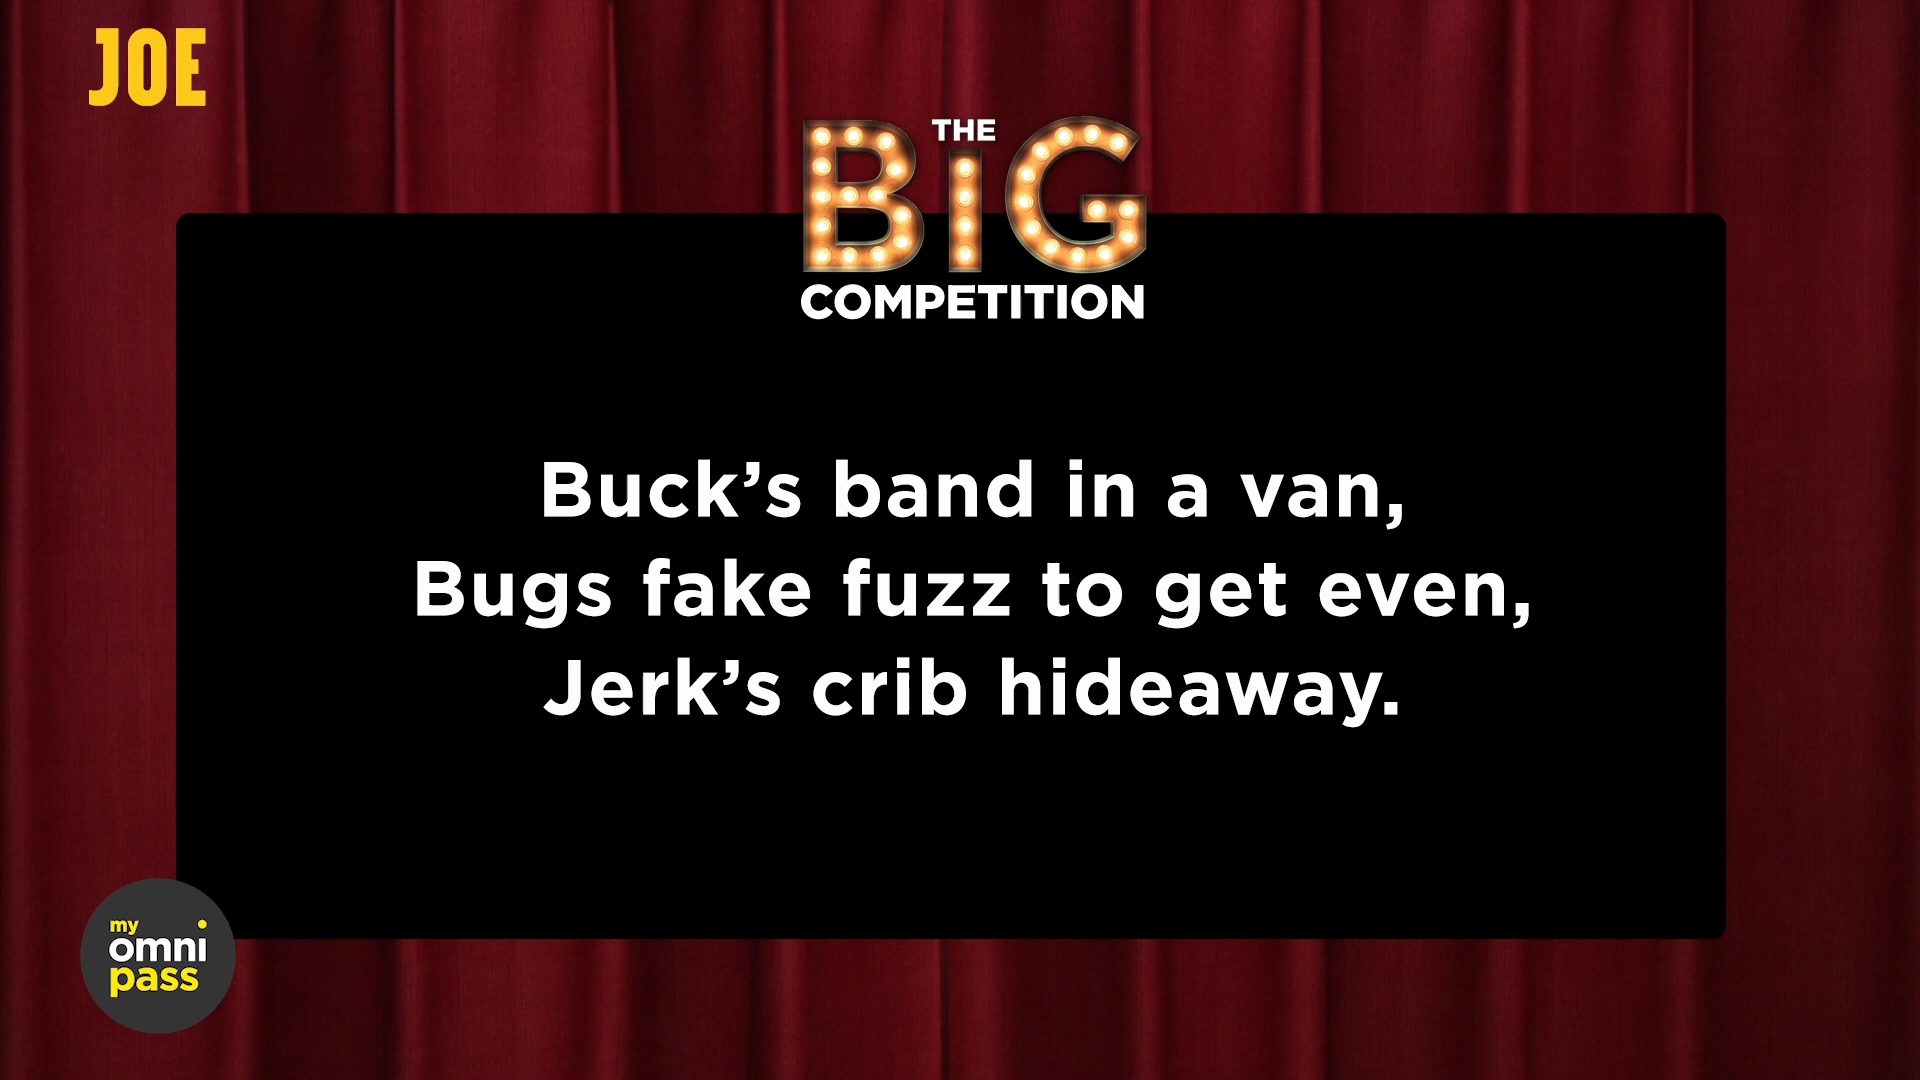 JOE
THE
BIG
COMPETITION
Buck’s band in a van,
Bugs fake fuzz to get even,
Jerk’s crib hideaway.
my
omni
pass